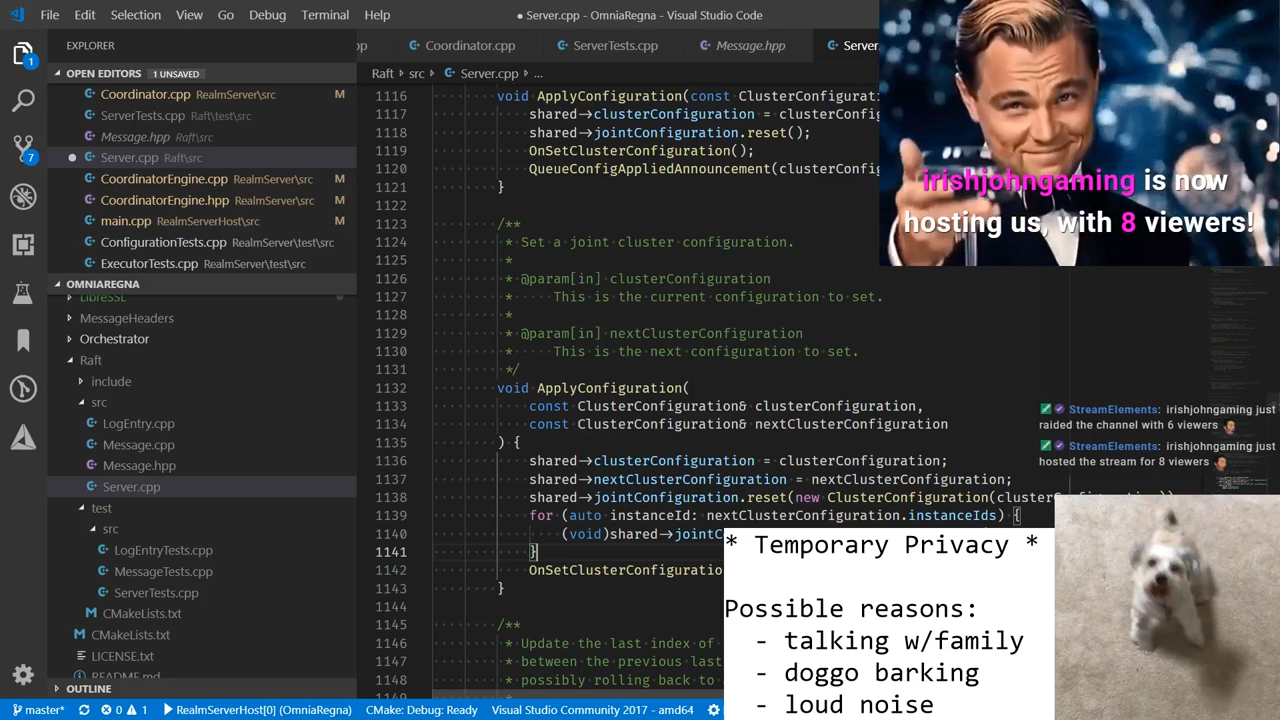 File Edit Selection View Go Debug Terminal Help
● Server.cpp - OmniaRegna - Visual Studio Code
EXPLORER
OPEN EDITORS 1 UNSAVED
Coordinator.cpp RealmServer\src M
ServerTests.cpp Raft\test\src
Message.hpp Raft\src
Server.cpp Raft\src
CoordinatorEngine.cpp RealmServer\src M
CoordinatorEngine.hpp RealmServer\src M
main.cpp RealmServerHost\src M
ConfigurationTests.cpp RealmServer\test\src
ExecutorTests.cpp RealmServer\test\src
OMNIAREGNA
LibreSSL
MessageHeaders
Orchestrator
Raft
include
src
LogEntry.cpp
Message.cpp
Message.hpp
Server.cpp
test
src
LogEntryTests.cpp
MessageTests.cpp
ServerTests.cpp
CMakeLists.txt
CMakeLists.txt
LICENSE.txt
README.md
OUTLINE
1
7
Coordinator.cpp ServerTests.cpp Message.hpp Server.
Raft src Server.cpp ...
1116 void ApplyConfiguration(const ClusterConfigurati
1117 shared->clusterConfiguration =
1118 shared->jointConfiguration.reset();
1119 OnSetClusterConfiguration();
1120 QueueConfigAppliedAnnouncement(
1121 }
1122
1123 /**
1124 * Set a joint cluster configuration.
1125 *
1126 * @param[in] clusterConfiguration
1127 * This is the current configuration to set.
1128 *
1129 * @param[in] nextClusterConfiguration
1130 * This is the next configuration to set.
1131 */
1132 void ApplyConfiguration(
1133 const ClusterConfiguration& clusterConfiguration,
1134 const ClusterConfiguration& nextClusterConfiguration
1135 ) {
1136 shared->clusterConfiguration = clusterConfiguration;
1137 shared->nextClusterConfiguration = nextClusterConfiguration;
1138 shared->jointConfiguration.reset(new ClusterConfiguration(
1139 for (auto instanceId: nextClusterConfiguration.instanceIds) {
1140 (void)shared->jointC
1141 }
1142 OnSetClusterConfiguratio
1143 }
1144
1145 /**
1146 * Update the last index of
1147 * between the previous last
1148 * possibly rolling back to
1149
irishjohngaming is now
hosting us, with 8 viewers!
StreamElements: irishjohngaming just
raided the channel with 6 viewers
StreamElements: irishjohngaming just
hosted the stream for 8 viewers
* Temporary Privacy *
Possible reasons:
- talking w/family
- doggo barking
- loud noise
master* 0 1 RealmServerHost[0] (OmniaRegna) CMake: Debug: Ready Visual Studio Community 2017 - amd64